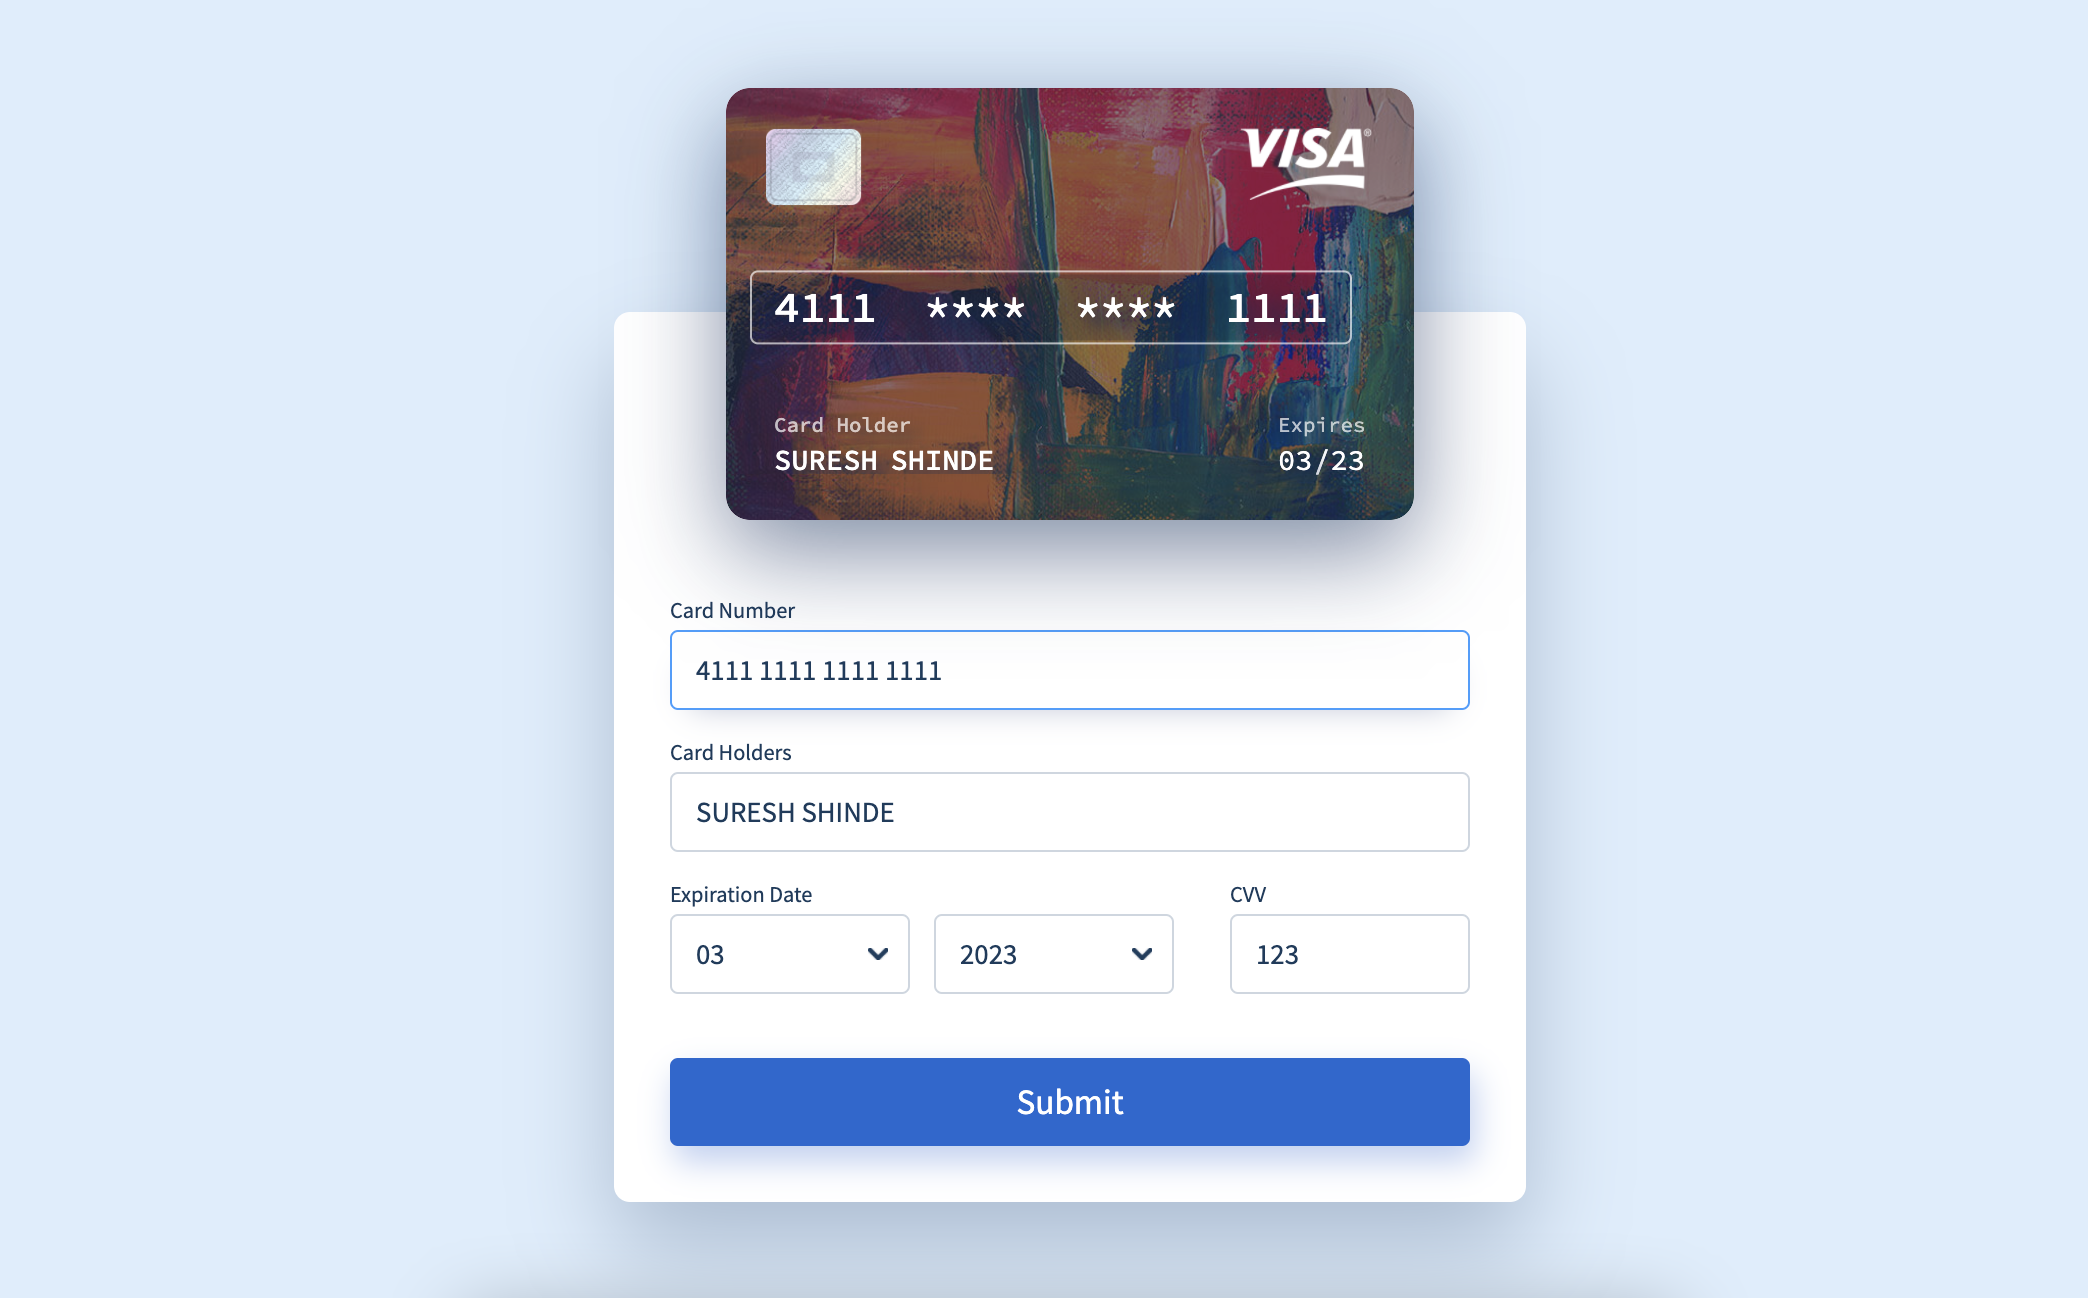 VISA®
4111 **** **** 1111
Card Holder Expires
SURESH SHINDE 03/23
Card Number
4111 1111 1111 1111
Card Holders
SURESH SHINDE
Expiration Date CVV
03 2023 123
Submit